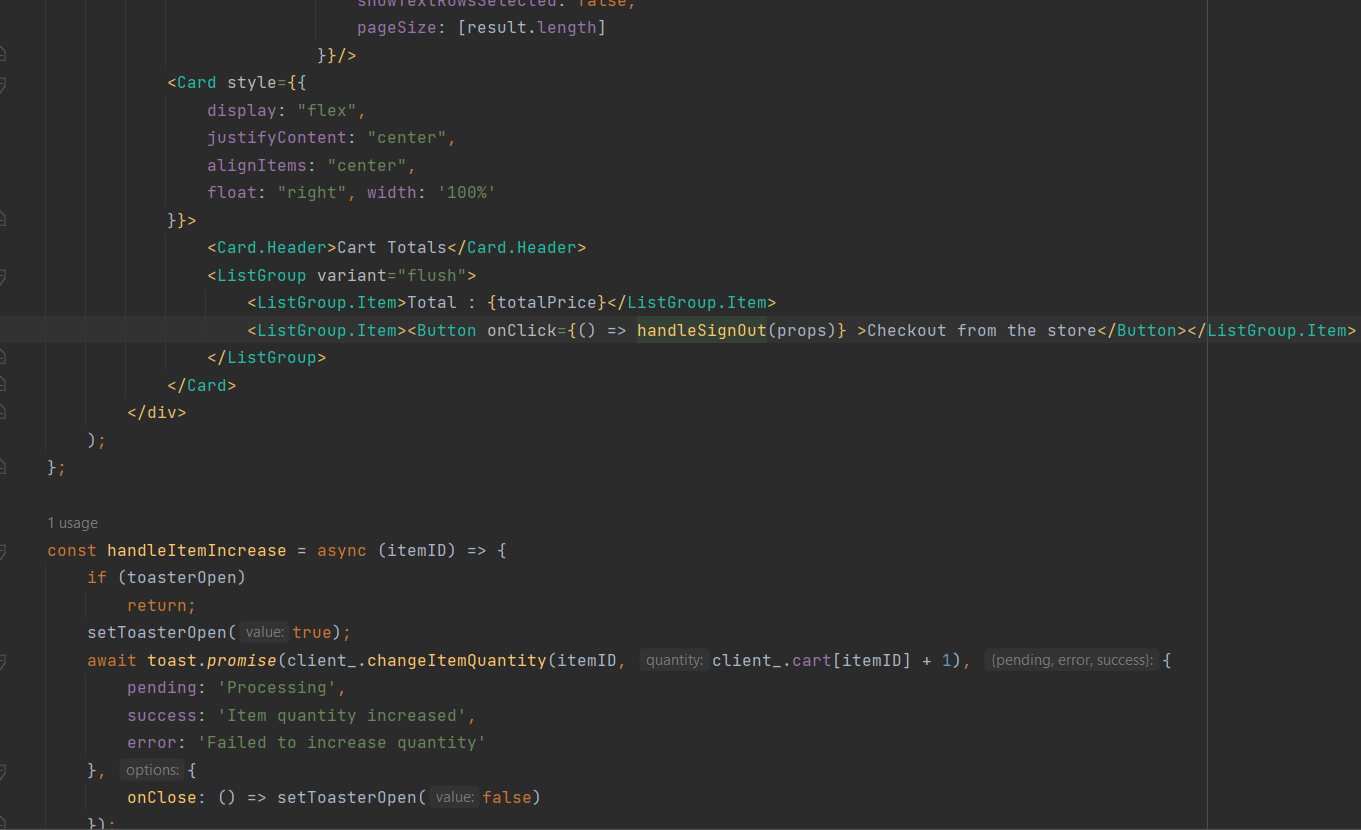 showTextRowsSelected: false,
pageSize: [result.length]
}}/>
<Card style={{
display: "flex",
justifyContent: "center",
alignItems: "center",
float: "right", width: '100%'
}}>
<Card.Header>Cart Totals</Card.Header>
<ListGroup variant="flush">
<ListGroup.Item>Total : {totalPrice}</ListGroup.Item>
<ListGroup.Item><Button onClick={() => handleSignOut(props)} >Checkout from the store</Button></ListGroup.Item>
</ListGroup>
</Card>
</div>
);
};
1 usage
const handleItemIncrease = async (itemID) => {
if (toasterOpen)
return;
setToasterOpen( value: true);
await toast.promise(client_.changeItemQuantity(itemID, quantity: client_.cart[itemID] + 1), {pending, error, success}: {
pending: 'Processing',
success: 'Item quantity increased',
error: 'Failed to increase quantity'
}, options: {
onClose: () => setToasterOpen( value: false)
});